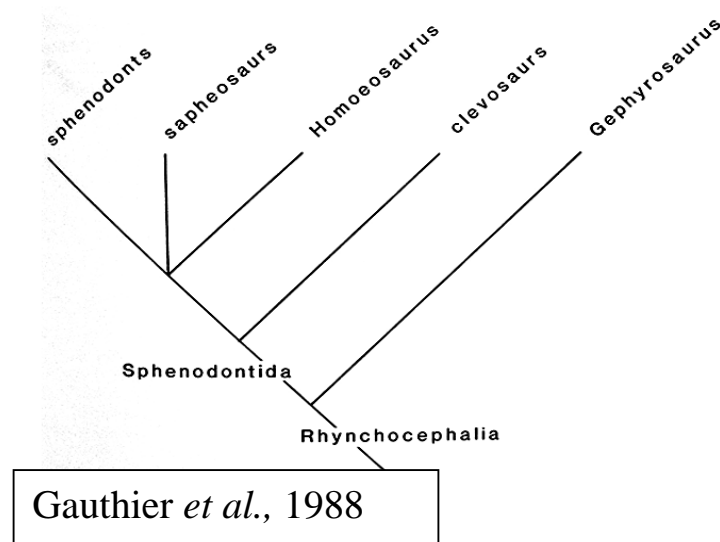 sphenodonts
sapheosaurs
Homoeosaurus
clevosaurs
Gephyrosaurus
Sphenodontida
Rhynchocephalia
Gauthier et al., 1988